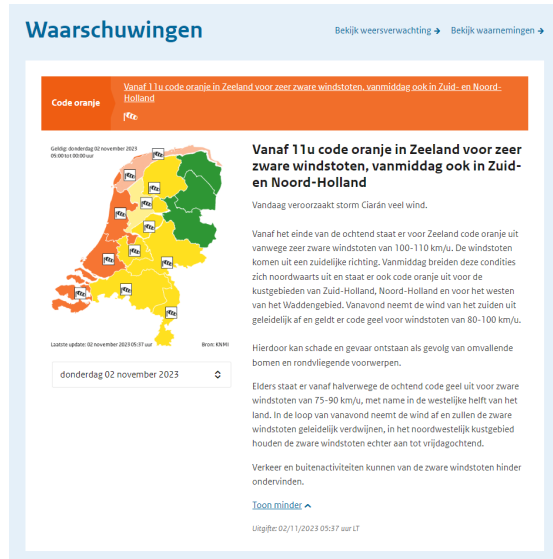 Waarschuwingen
Bekijk weersverwachting → Bekijk waarnemingen →
Code oranje
Vanaf 11u code oranje in Zeeland voor zeer zware windstoten, vanmiddag ook in Zuid- en Noord-
Holland
Geldig: donderdag 02 november 2023
05:00 tot 00:00 uur
Laatste update: 02 november 2023 05:37 uur
Bron: KNMI
donderdag 02 november 2023
Vanaf 11u code oranje in Zeeland voor zeer
zware windstoten, vanmiddag ook in Zuid-
en Noord-Holland
Vandaag veroorzaakt storm Ciarán veel wind.
Vanaf het einde van de ochtend staat er voor Zeeland code oranje uit
vanwege zeer zware windstoten van 100-110 km/u. De windstoten
komen uit een zuidelijke richting. Vanmiddag breiden deze condities
zich noordwaarts uit en staat er ook code oranje uit voor de
kustgebieden van Zuid-Holland, Noord-Holland en voor het westen
van het Waddengebied. Vanavond neemt de wind van het zuiden uit
geleidelijk af en geldt er code geel voor windstoten van 80-100 km/u.
Hierdoor kan schade en gevaar ontstaan als gevolg van omvallende
bomen en rondvliegende voorwerpen.
Elders staat er vanaf halverwege de ochtend code geel uit voor zware
windstoten van 75-90 km/u, met name in de westelijke helft van het
land. In de loop van vanavond neemt de wind af en zullen de zware
windstoten geleidelijk verdwijnen, in het noordwestelijk kustgebied
houden de zware windstoten echter aan tot vrijdagochtend.
Verkeer en buitenactiviteiten kunnen van de zware windstoten hinder
ondervinden.
Toon minder
Uitgifte: 02/11/2023 05:37 uur LT